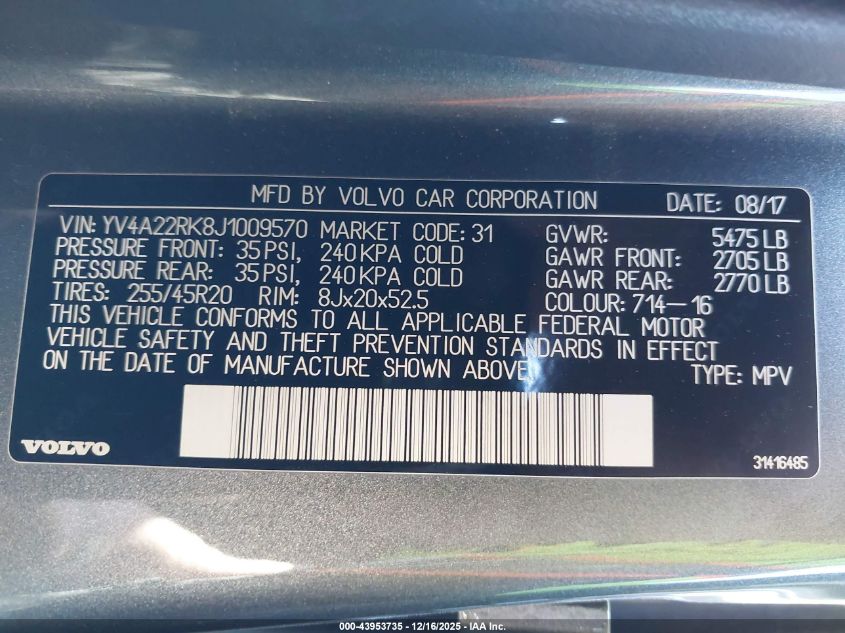 MFD BY VOLVO CAR CORPORATION DATE: 08/17
VIN: YV4A22RK8J1009570 MARKET CODE: 31 GVWR: 5475 LB
PRESSURE FRONT: 35 PSI, 240 KPA COLD GAWR FRONT: 2705 LB
PRESSURE REAR: 35 PSI, 240 KPA COLD GAWR REAR: 2770 LB
TIRES: 255/45R20 RIM: 8Jx20x52.5 COLOUR: 714-16
THIS VEHICLE CONFORMS TO ALL APPLICABLE FEDERAL MOTOR
VEHICLE SAFETY AND THEFT PREVENTION STANDARDS IN EFFECT
ON THE DATE OF MANUFACTURE SHOWN ABOVE. TYPE: MPV
VOLVO
31416485
000-43953735 - 12/16/2025 - IAA Inc.